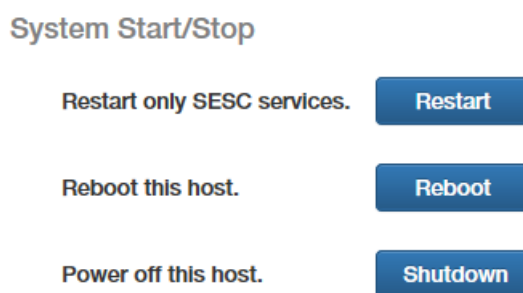 System Start/Stop
Restart only SESC services. Restart
Reboot this host. Reboot
Power off this host. Shutdown